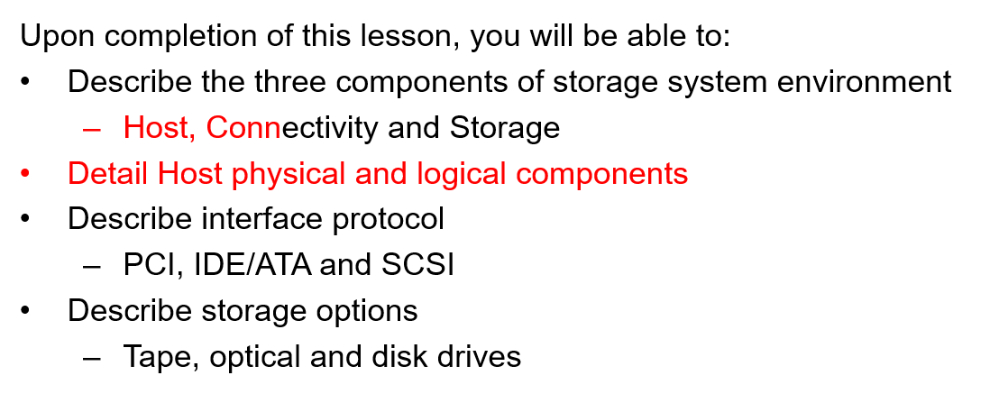 Upon completion of this lesson, you will be able to:
• Describe the three components of storage system environment
– Host, Connectivity and Storage
• Detail Host physical and logical components
• Describe interface protocol
– PCI, IDE/ATA and SCSI
• Describe storage options
– Tape, optical and disk drives